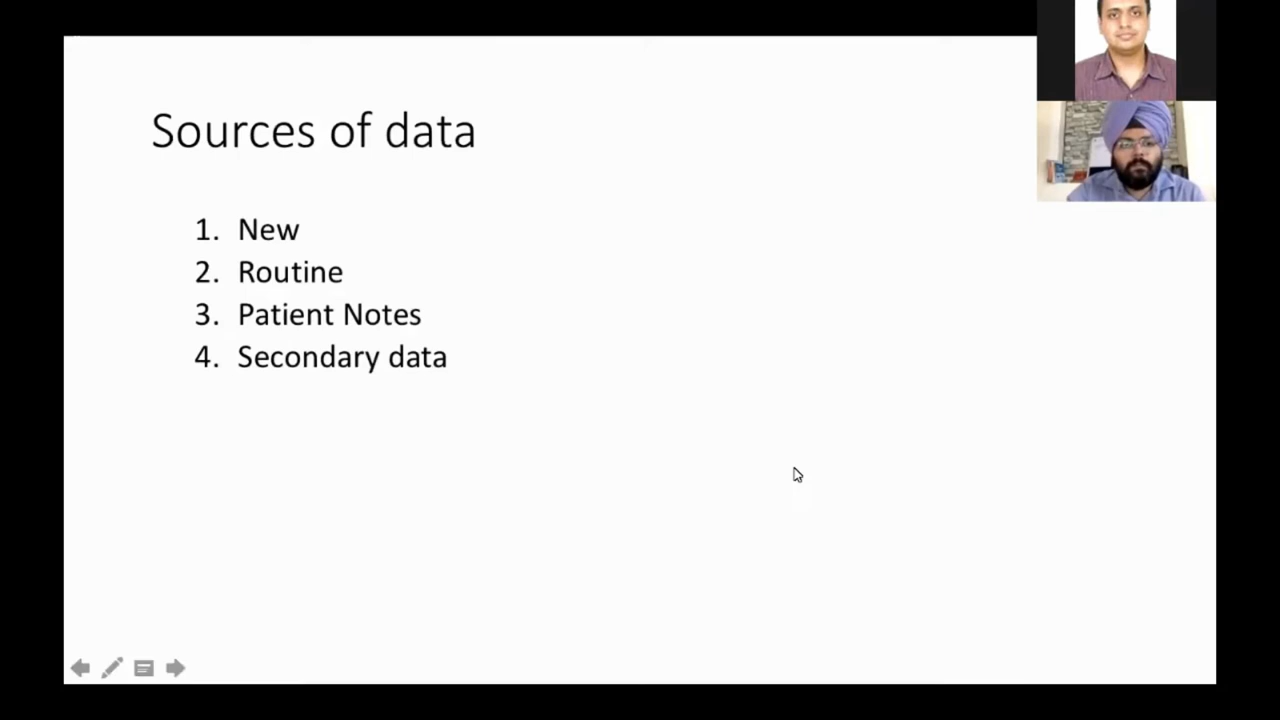 Sources of data
1. New
2. Routine
3. Patient Notes
4. Secondary data